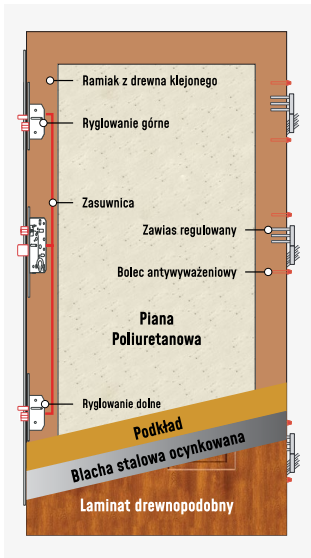 Ramiak z drewna klejonego
Ryglowanie górne
Zasuwnica
Zawias regulowany
Bolec antywyważeniowy
Piana
Poliuretanowa
Ryglowanie dolne
Podkład
Blacha stalowa ocynkowana
Laminat drewnopodobny